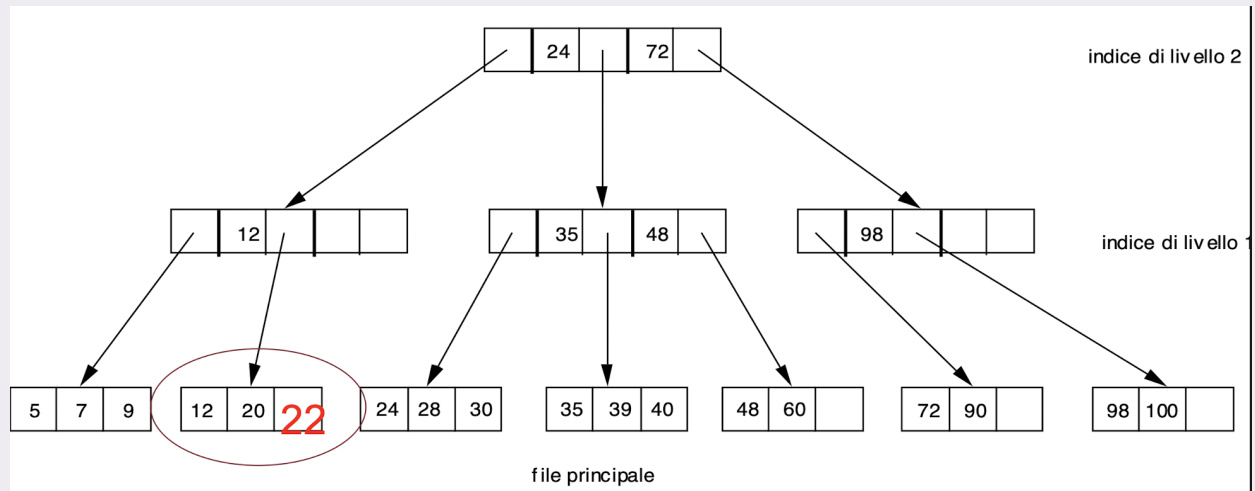 24 72 indice di livello 2
12 35 48 98 indice di livello 1
5 7 9 12 20 22 24 28 30 35 39 40 48 60 72 90 98 100
file principale